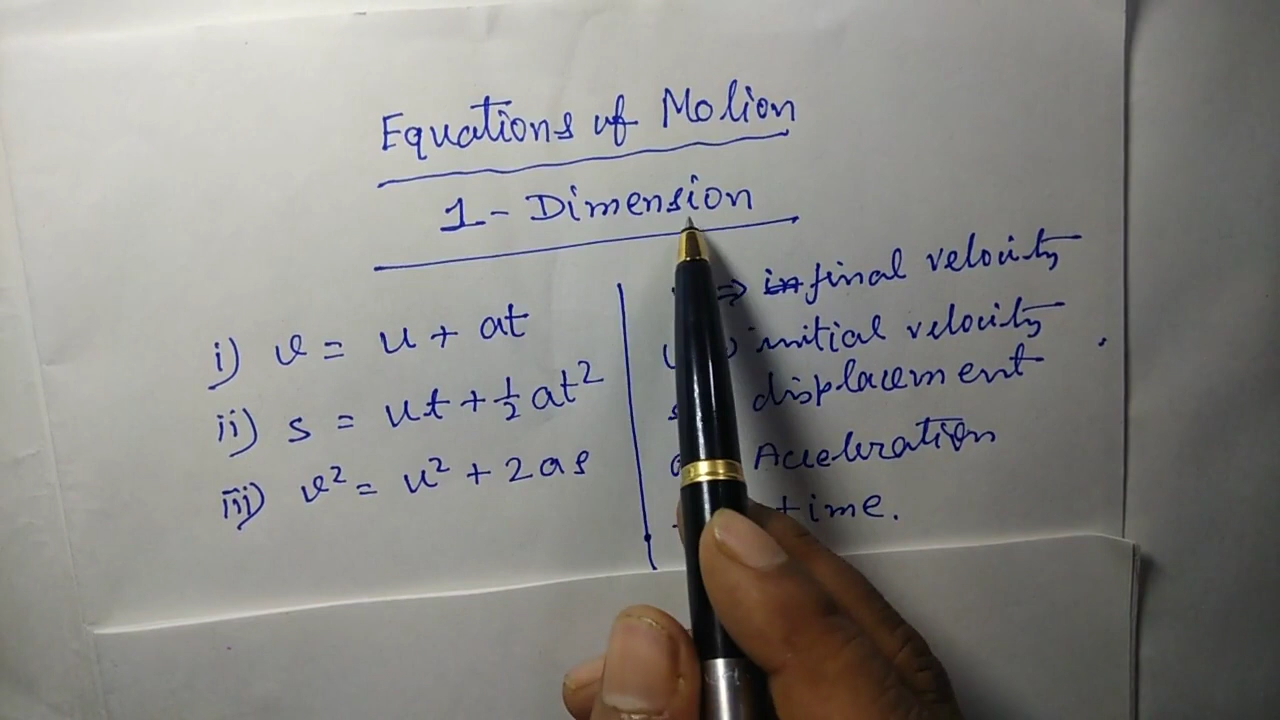 Equations of Motion
1 - Dimension
i) v = u + at
ii) s = ut + ½ at²
iii) v² = u² + 2as
⇒ final velocity
initial velocity
displacement
Acceleration
time.